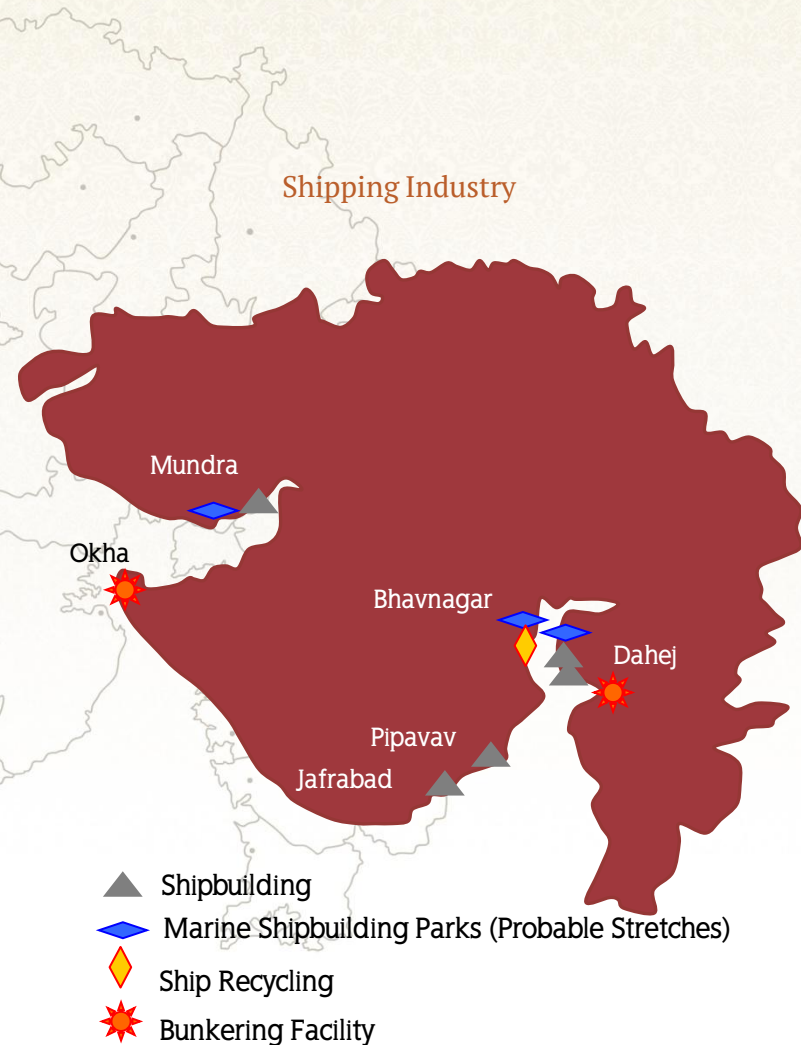 Shipping Industry
Mundra
Okha
Bhavnagar
Dahej
Pipavav
Jafrabad
Shipbuilding
Marine Shipbuilding Parks (Probable Stretches)
Ship Recycling
Bunkering Facility